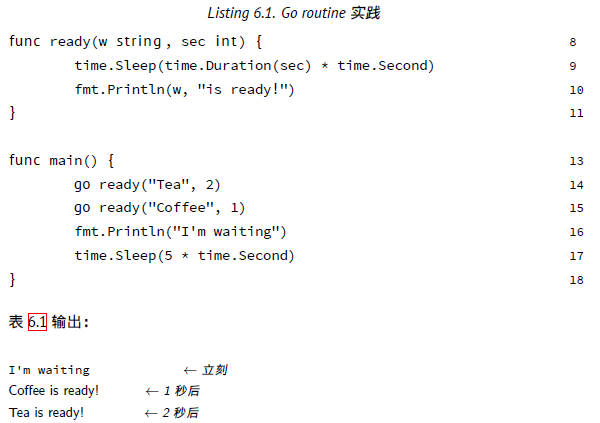 Listing 6.1. Go routine 实践
func ready(w string, sec int) { 8
time.Sleep(time.Duration(sec) * time.Second) 9
fmt.Println(w, "is ready!") 10
} 11
func main() { 13
go ready("Tea", 2) 14
go ready("Coffee", 1) 15
fmt.Println("I'm waiting") 16
time.Sleep(5 * time.Second) 17
} 18
表 6.1 输出：
I'm waiting ← 立刻
Coffee is ready! ← 1 秒后
Tea is ready! ← 2 秒后